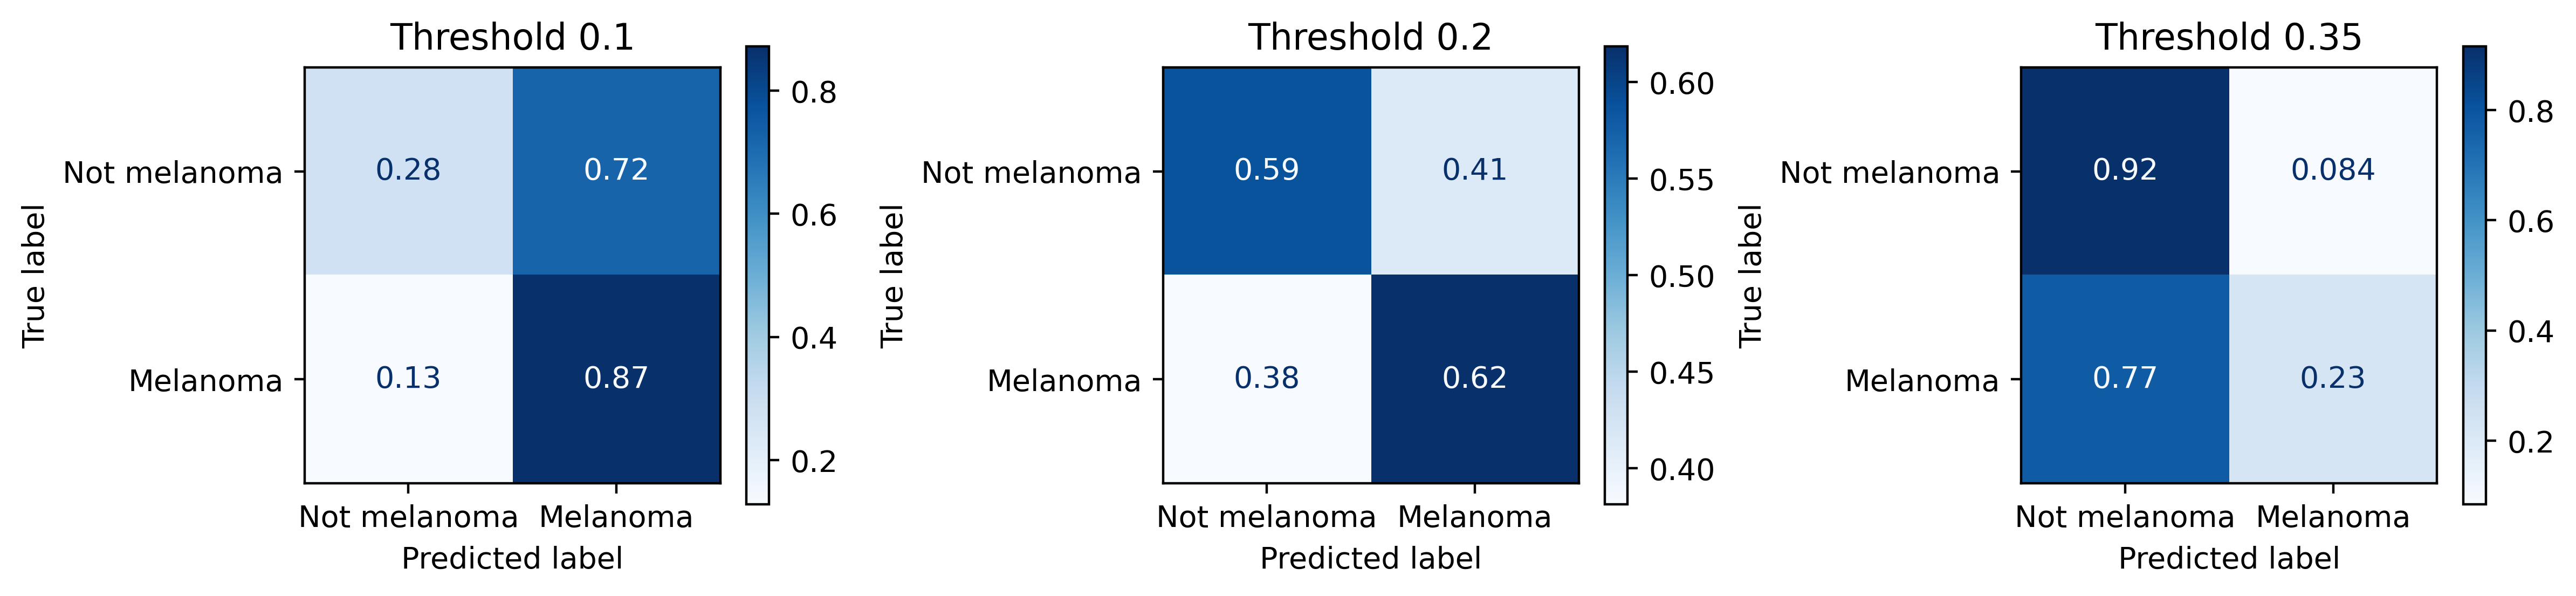 Threshold 0.1
True label
Not melanoma
Melanoma
0.28
0.72
0.13
0.87
Not melanoma
Melanoma
Predicted label
0.8
0.6
0.4
0.2
Threshold 0.2
True label
Not melanoma
Melanoma
0.59
0.41
0.38
0.62
Not melanoma
Melanoma
Predicted label
0.60
0.55
0.50
0.45
0.40
Threshold 0.35
True label
Not melanoma
Melanoma
0.92
0.084
0.77
0.23
Not melanoma
Melanoma
Predicted label
0.8
0.6
0.4
0.2